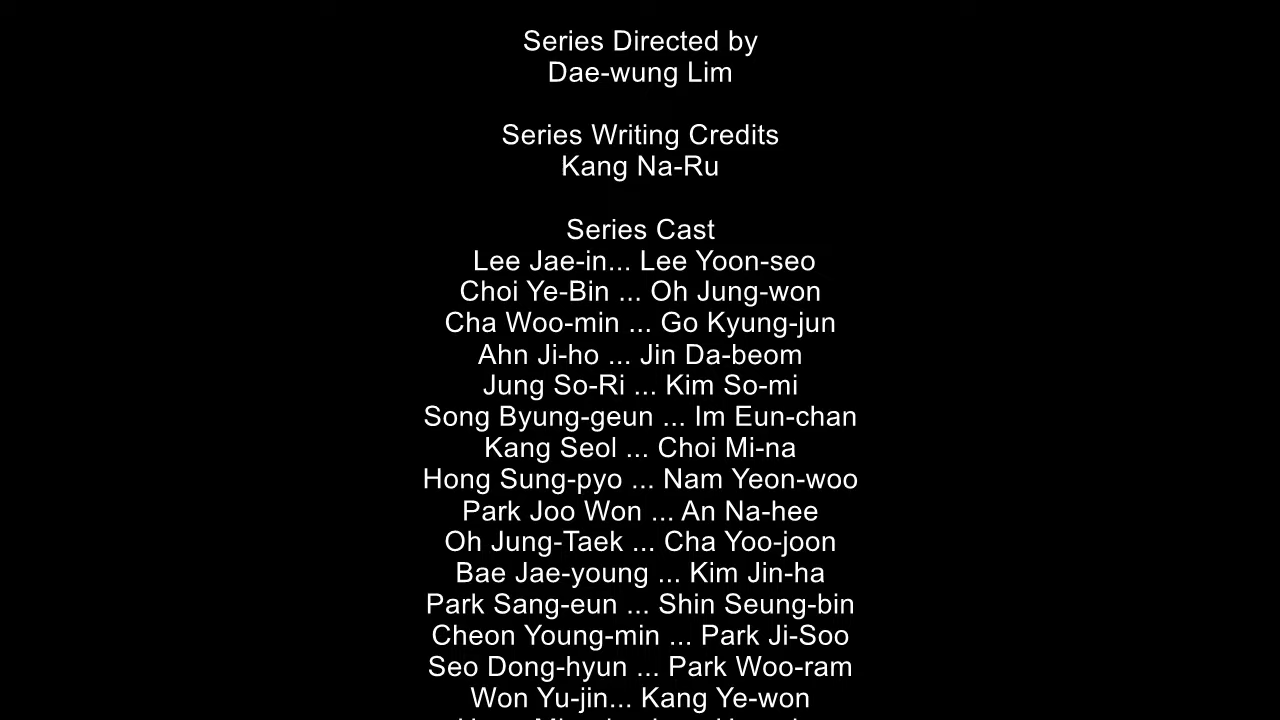 Series Directed by
Dae-wung Lim
Series Writing Credits
Kang Na-Ru
Series Cast
Lee Jae-in... Lee Yoon-seo
Choi Ye-Bin ... Oh Jung-won
Cha Woo-min ... Go Kyung-jun
Ahn Ji-ho ... Jin Da-beom
Jung So-Ri ... Kim So-mi
Song Byung-geun ... Im Eun-chan
Kang Seol ... Choi Mi-na
Hong Sung-pyo ... Nam Yeon-woo
Park Joo Won ... An Na-hee
Oh Jung-Taek ... Cha Yoo-joon
Bae Jae-young ... Kim Jin-ha
Park Sang-eun ... Shin Seung-bin
Cheon Young-min ... Park Ji-Soo
Seo Dong-hyun ... Park Woo-ram
Won Yu-jin... Kang Ye-won